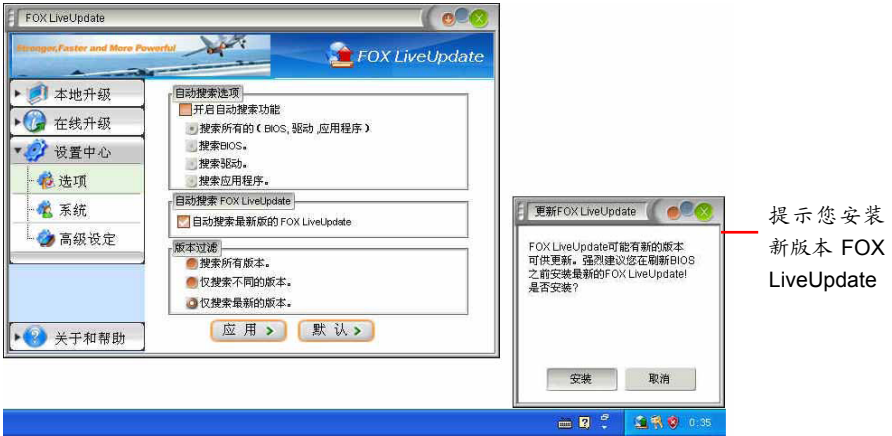 FOX LiveUpdate
Stronger,Faster and More Powerful
FOX LiveUpdate
本地升级
在线升级
设置中心
选项
系统
高级设定
关于和帮助
自动搜索选项
开启自动搜索功能
搜索所有的 ( BIOS, 驱动 ,应用程序 )
搜索BIOS。
搜索驱动。
搜索应用程序。
自动搜索 FOX LiveUpdate
自动搜索最新版的 FOX LiveUpdate
版本过滤
搜索所有版本。
仅搜索不同的版本。
仅搜索最新的版本。
应 用
默 认
更新FOX LiveUpdate
FOX LiveUpdate可能有新的版本
可供更新。强烈建议您在刷新BIOS
之前安装最新的FOX LiveUpdate!
是否安装?
安装
取消
提示您安装
新版本 FOX
LiveUpdate
0:35